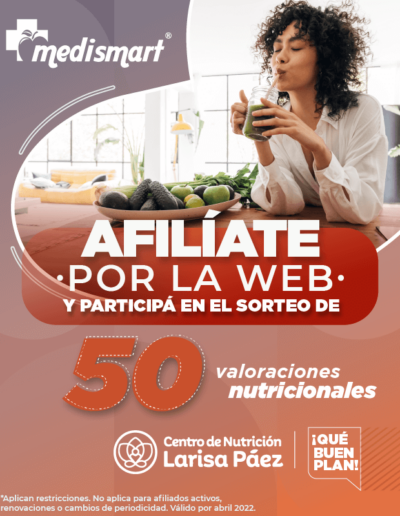 medismart®
AFILÍATE
·POR LA WEB·
Y PARTICIPÁ EN EL SORTEO DE
50
valoraciones
nutricionales
Centro de Nutrición
Larisa Páez
¡QUÉ
BUEN
PLAN!
*Aplican restricciones. No aplica para afiliados activos,
renovaciones o cambios de periodicidad. Válido por abril 2022.